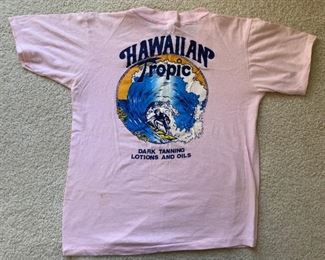 HAWAIIAN
Tropic
DARK TANNING
LOTIONS AND OILS